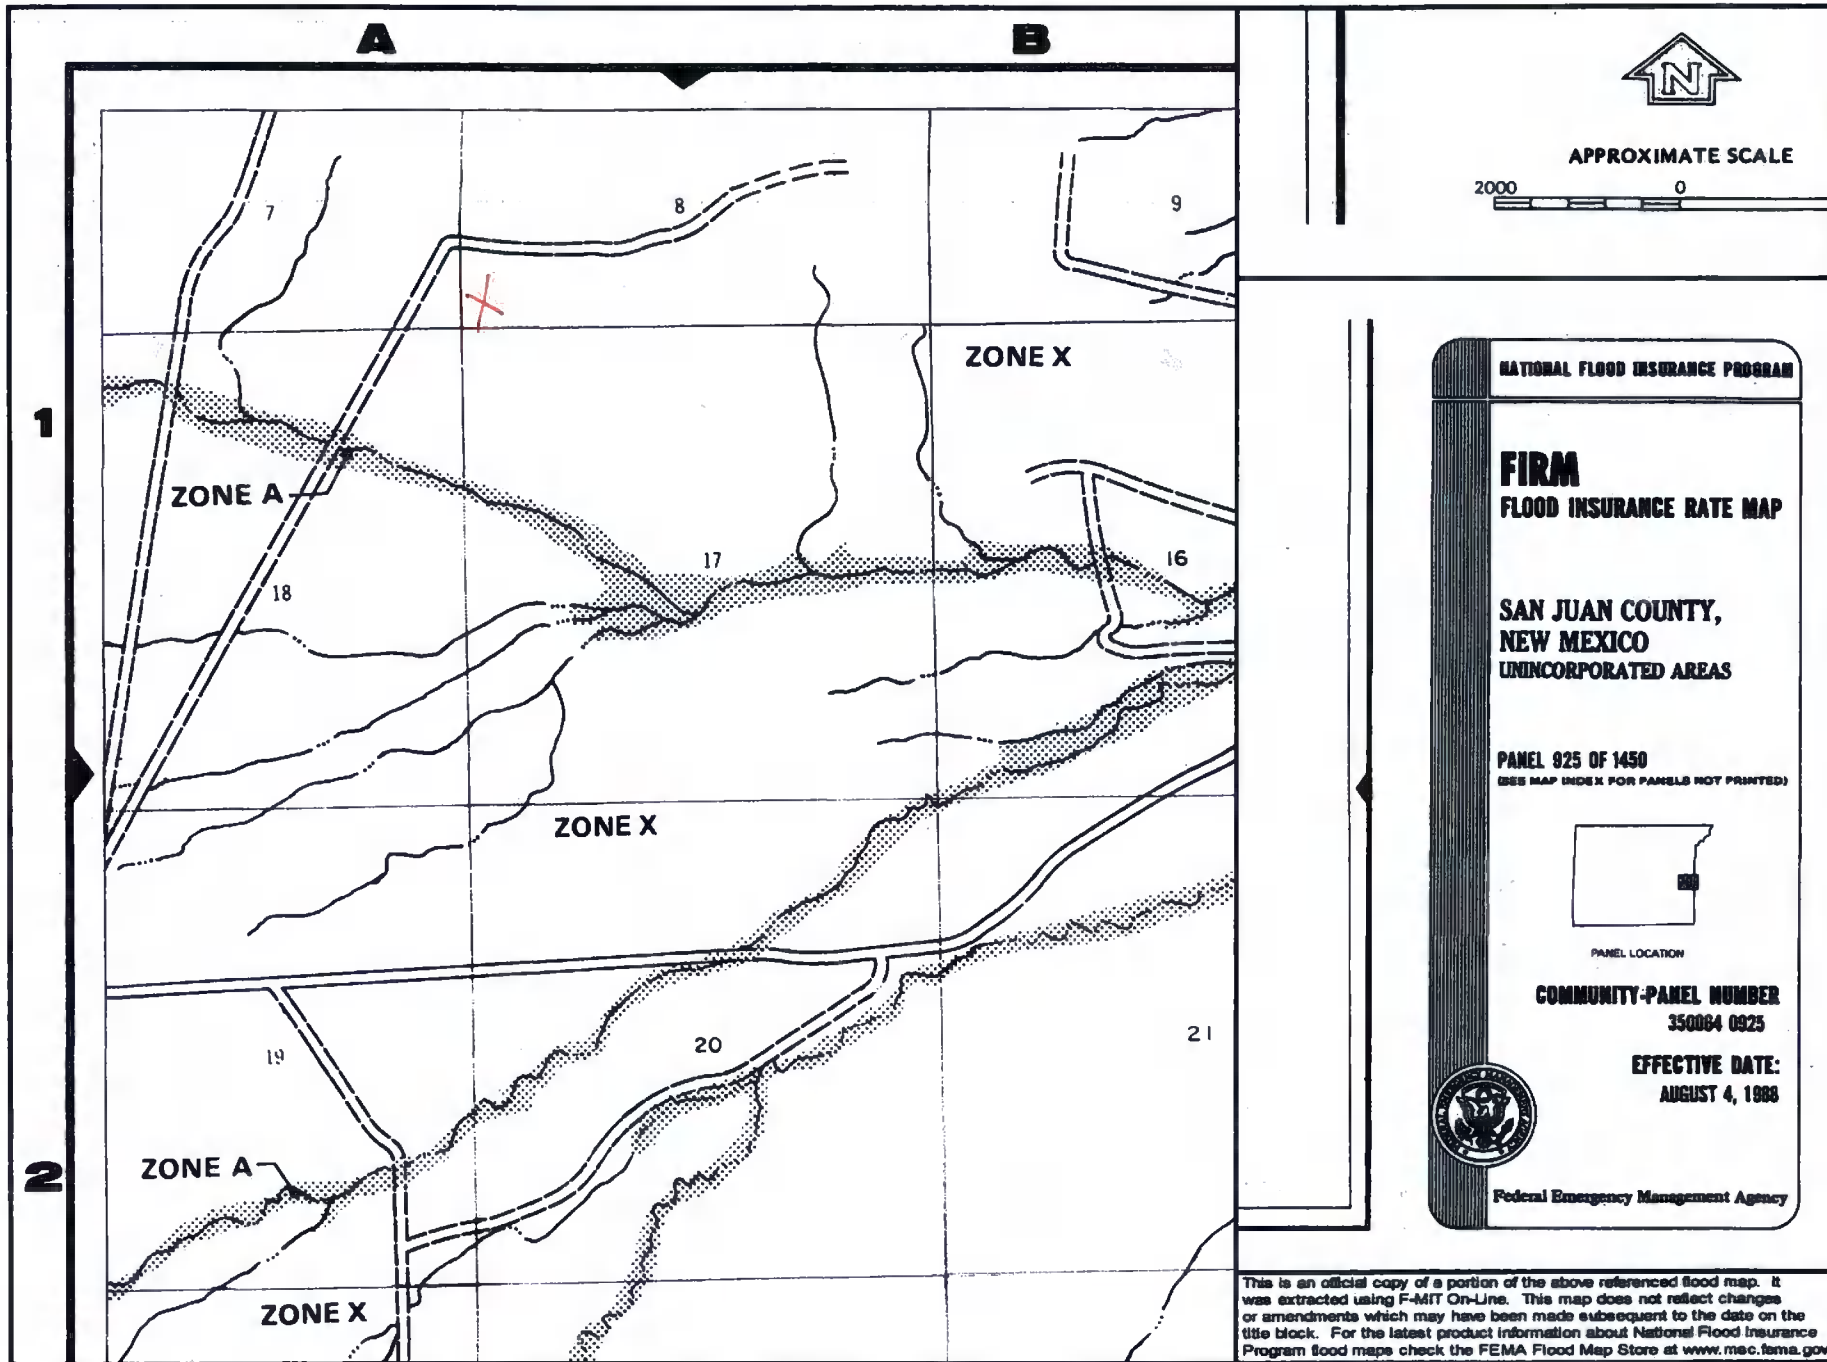 A B
N
APPROXIMATE SCALE
2000 0
7 8 9
ZONE X
1
ZONE A
17 16
18
ZONE X
19 20 21
2
ZONE A
ZONE X
NATIONAL FLOOD INSURANCE PROGRAM
FIRM
FLOOD INSURANCE RATE MAP
SAN JUAN COUNTY,
NEW MEXICO
UNINCORPORATED AREAS
PANEL 925 OF 1450
(SEE MAP INDEX FOR PANELS NOT PRINTED)
PANEL LOCATION
COMMUNITY-PANEL NUMBER
350064 0925
EFFECTIVE DATE:
AUGUST 4, 1988
Federal Emergency Management Agency
This is an official copy of a portion of the above referenced flood map. It
was extracted using F-MIT On-Line. This map does not reflect changes
or amendments which may have been made subsequent to the date on the
title block. For the latest product information about National Flood Insurance
Program flood maps check the FEMA Flood Map Store at www.msc.fema.gov